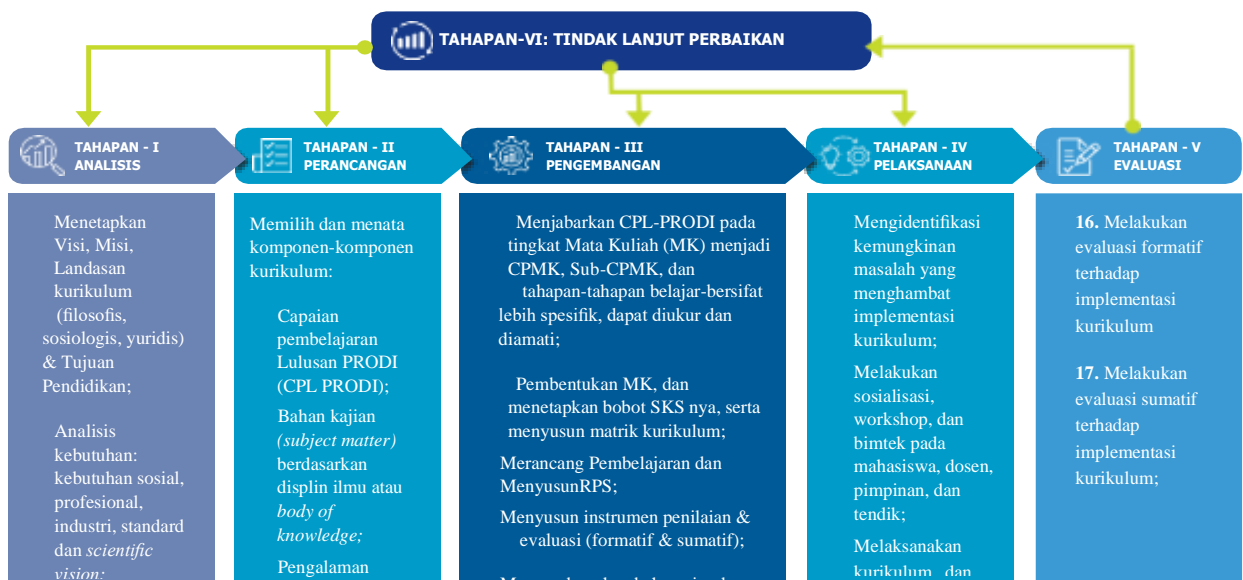 TAHAPAN-VI: TINDAK LANJUT PERBAIKAN
TAHAPAN - I
ANALISIS
Menetapkan
Visi, Misi,
Landasan
kurikulum
(filosofis,
sosiologis, yuridis)
& Tujuan
Pendidikan;
Analisis
kebutuhan:
kebutuhan sosial,
profesional,
industri, standard
dan scientific
vision;
TAHAPAN - II
PERANCANGAN
Memilih dan menata
komponen-komponen
kurikulum:
Capaian
pembelajaran
Lulusan PRODI
(CPL PRODI);
Bahan kajian
(subject matter)
berdasarkan
displin ilmu atau
body of
knowledge;
Pengalaman
TAHAPAN - III
PENGEMBANGAN
Menjabarkan CPL-PRODI pada
tingkat Mata Kuliah (MK) menjadi
CPMK, Sub-CPMK, dan
tahapan-tahapan belajar-bersifat
lebih spesifik, dapat diukur dan
diamati;
Pembentukan MK, dan
menetapkan bobot SKS nya, serta
menyusun matrik kurikulum;
Merancang Pembelajaran dan
MenyusunRPS;
Menyusun instrumen penilaian &
evaluasi (formatif & sumatif);
TAHAPAN - IV
PELAKSANAAN
Mengidentifikasi
kemungkinan
masalah yang
menghambat
implementasi
kurikulum;
Melakukan
sosialisasi,
workshop, dan
bimtek pada
mahasiswa, dosen,
pimpinan, dan
tendik;
Melaksanakan
kurikulum dan
TAHAPAN - V
EVALUASI
16. Melakukan
evaluasi formatif
terhadap
implementasi
kurikulum
17. Melakukan
evaluasi sumatif
terhadap
implementasi
kurikulum;